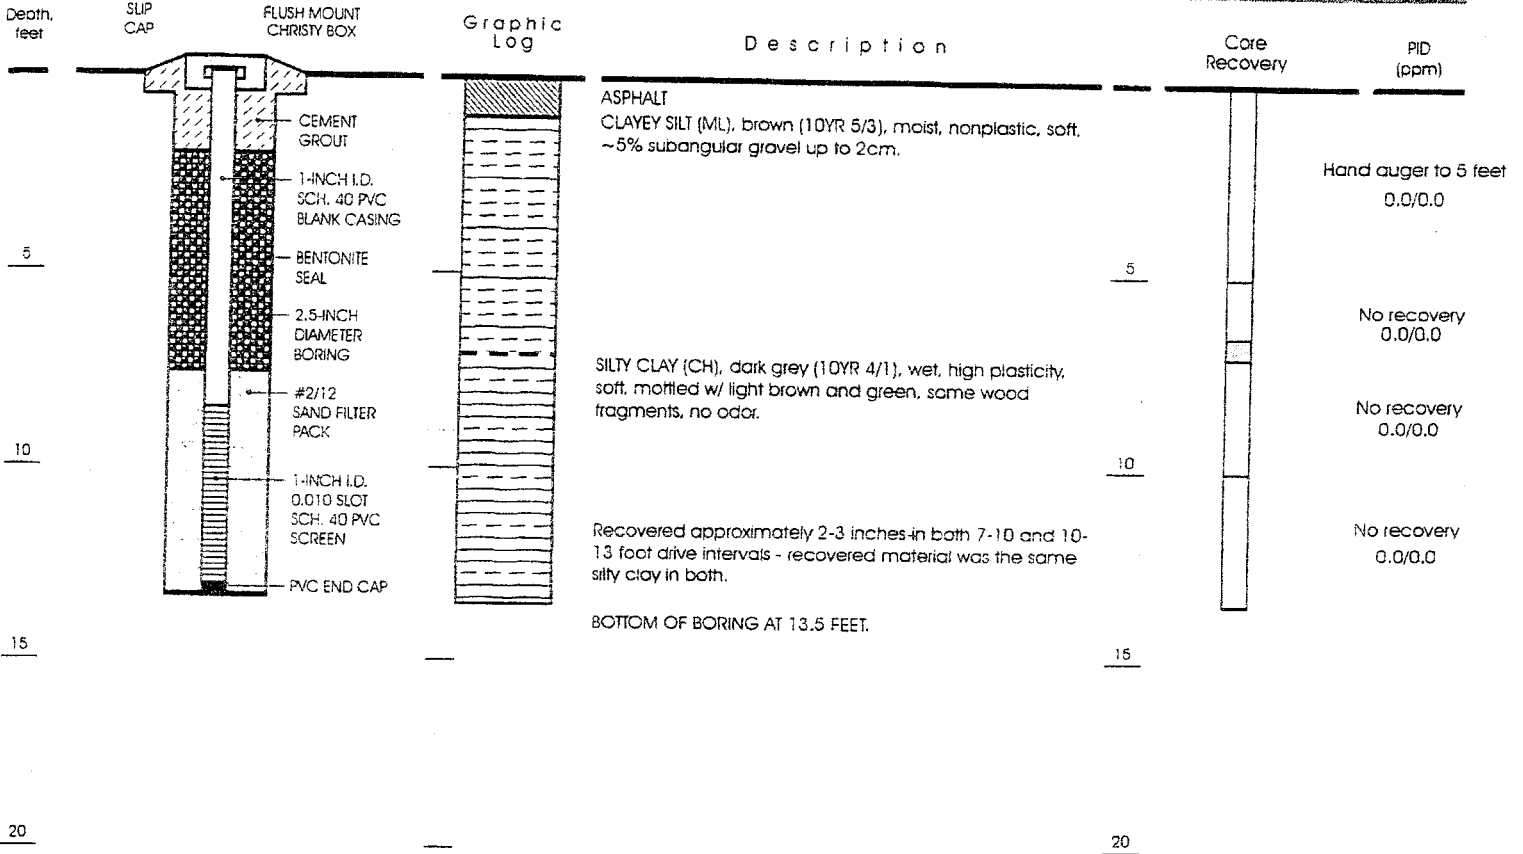 Depth,
feet
SLIP
CAP
FLUSH MOUNT
CHRISTY BOX
Graphic
Log
Description
Core
Recovery
PID
(ppm)
CEMENT
GROUT
1-INCH I.D.
SCH. 40 PVC
BLANK CASING
BENTONITE
SEAL
2.5-INCH
DIAMETER
BORING
#2/12
SAND FILTER
PACK
1-INCH I.D.
0.010 SLOT
SCH. 40 PVC
SCREEN
PVC END CAP
5
10
15
20
ASPHALT
CLAYEY SILT (ML), brown (10YR 5/3), moist, nonplastic, soft,
~5% subangular gravel up to 2cm.
SILTY CLAY (CH), dark grey (10YR 4/1), wet, high plasticity,
soft, mottled w/ light brown and green, some wood
fragments, no odor.
Recovered approximately 2-3 inches in both 7-10 and 10-
13 foot drive intervals - recovered material was the same
silty clay in both.
BOTTOM OF BORING AT 13.5 FEET.
5
10
15
20
Hand auger to 5 feet
0.0/0.0
No recovery
0.0/0.0
No recovery
0.0/0.0
No recovery
0.0/0.0